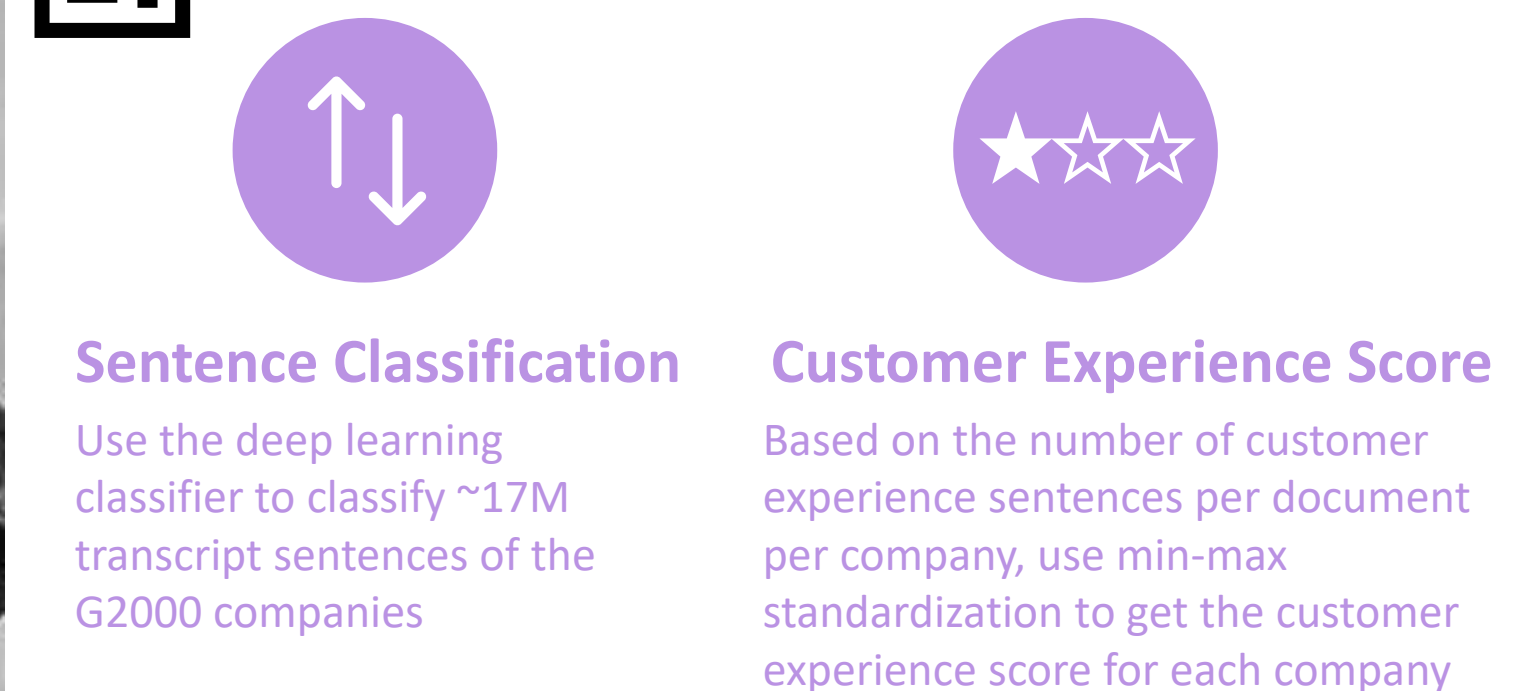 Sentence Classification
Use the deep learning
classifier to classify ~17M
transcript sentences of the
G2000 companies
Customer Experience Score
Based on the number of customer
experience sentences per document
per company, use min-max
standardization to get the customer
experience score for each company